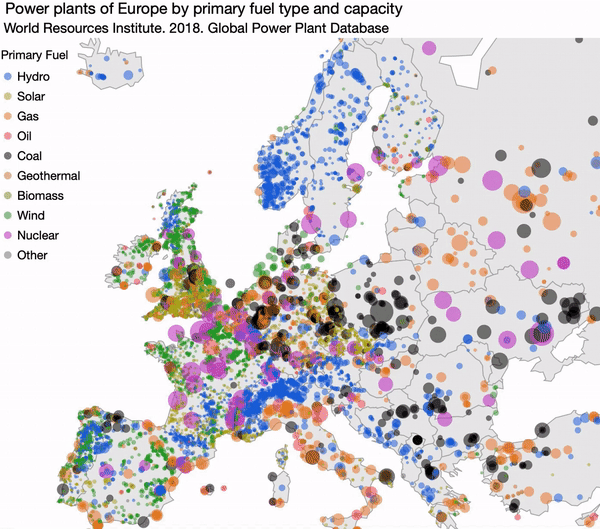 Power plants of Europe by primary fuel type and capacity
World Resources Institute. 2018. Global Power Plant Database
Primary Fuel
Hydro
Solar
Gas
Oil
Coal
Geothermal
Biomass
Wind
Nuclear
Other